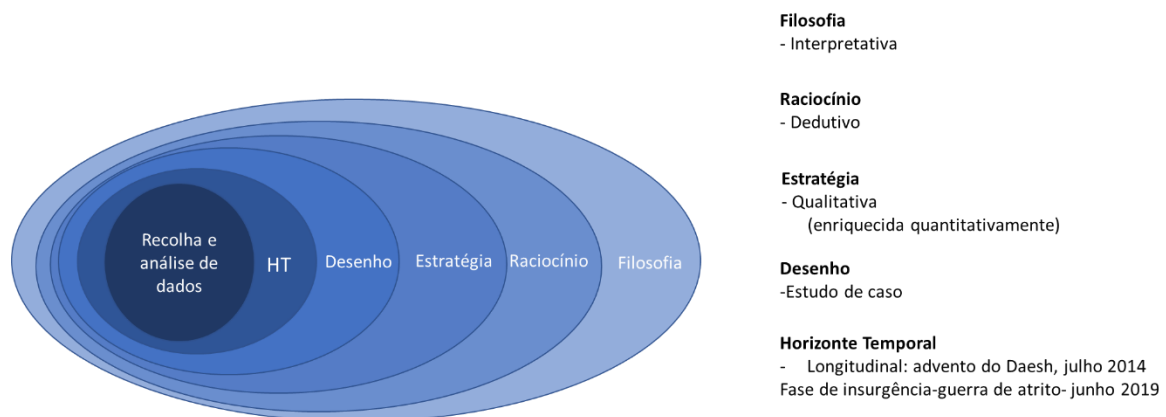 Recolha e
análise de
dados
HT
Desenho
Estratégia
Raciocínio
Filosofia
Filosofia
- Interpretativa
Raciocínio
- Dedutivo
Estratégia
- Qualitativa
(enriquecida quantitativamente)
Desenho
-Estudo de caso
Horizonte Temporal
- Longitudinal: advento do Daesh, julho 2014
Fase de insurgência-guerra de atrito- junho 2019